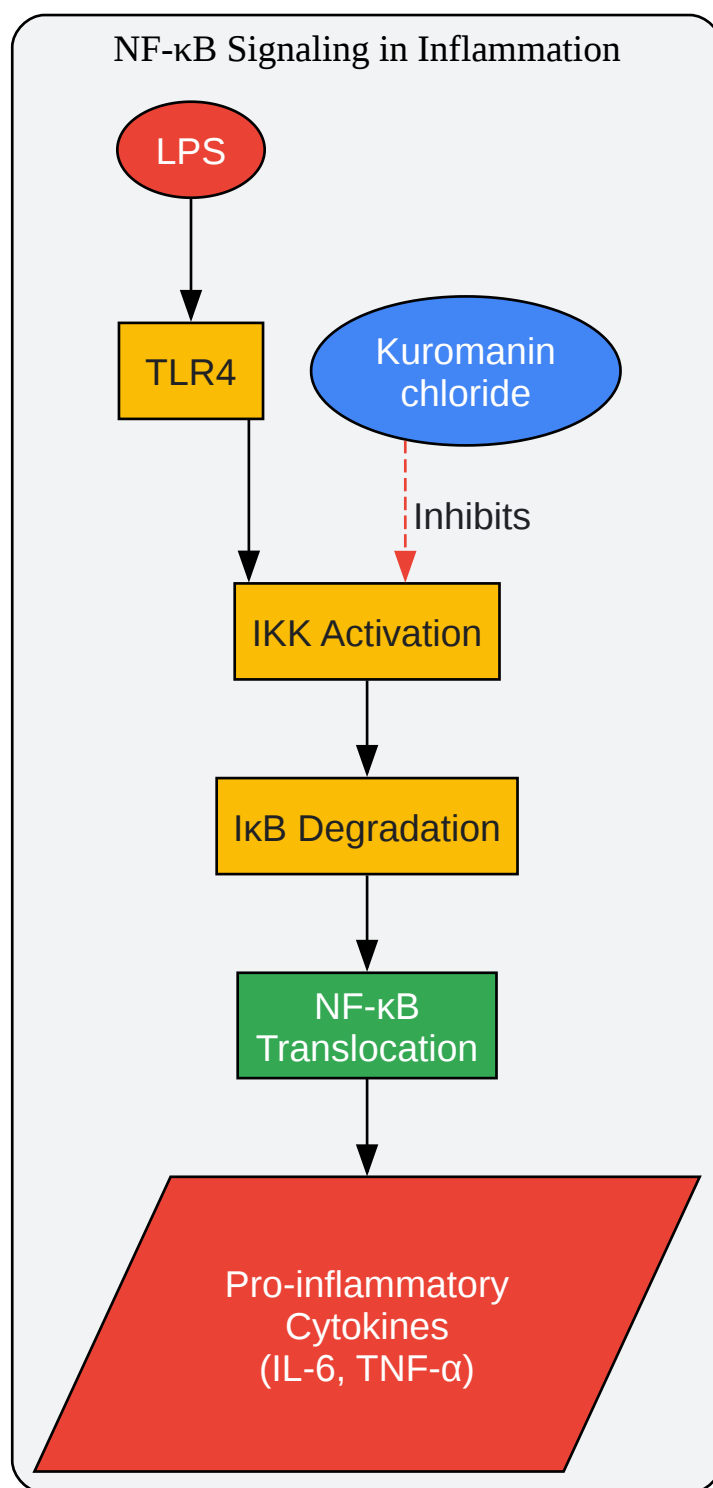 NF-κB Signaling in Inflammation
LPS
TLR4
Kuromanin
chloride
Inhibits
IKK Activation
IκB Degradation
NF-κB
Translocation
Pro-inflammatory
Cytokines
(IL-6, TNF-α)